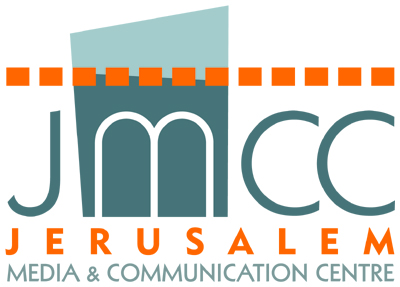 JMCC
JERUSALEM
MEDIA & COMMUNICATION CENTRE